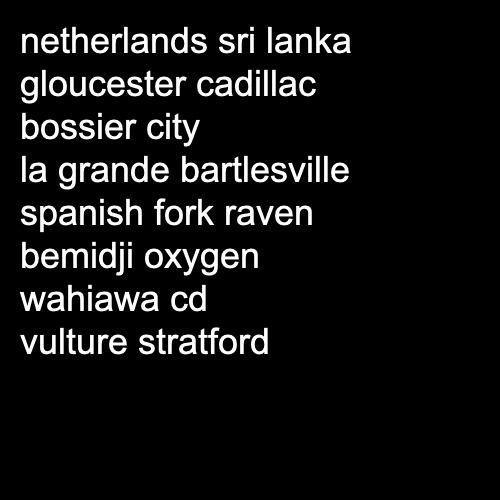 netherlands sri lanka
gloucester cadillac
bossier city
la grande bartlesville
spanish fork raven
bemidji oxygen
wahiawa cd
vulture stratford